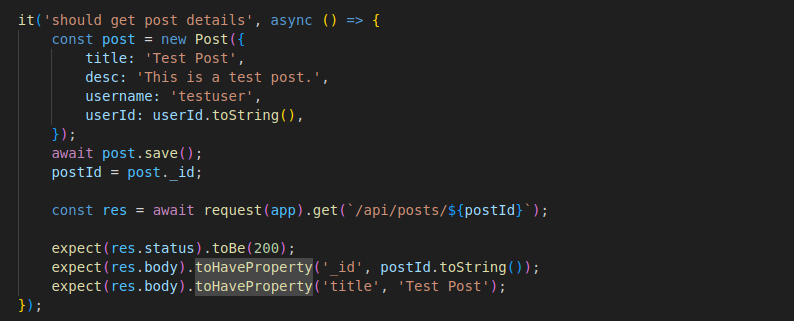 it('should get post details', async () => {
    const post = new Post({
        title: 'Test Post',
        desc: 'This is a test post.',
        username: 'testuser',
        userId: userId.toString(),
    });
    await post.save();
    postId = post._id;

    const res = await request(app).get(`/api/posts/${postId}`);

    expect(res.status).toBe(200);
    expect(res.body).toHaveProperty('_id', postId.toString());
    expect(res.body).toHaveProperty('title', 'Test Post');
});